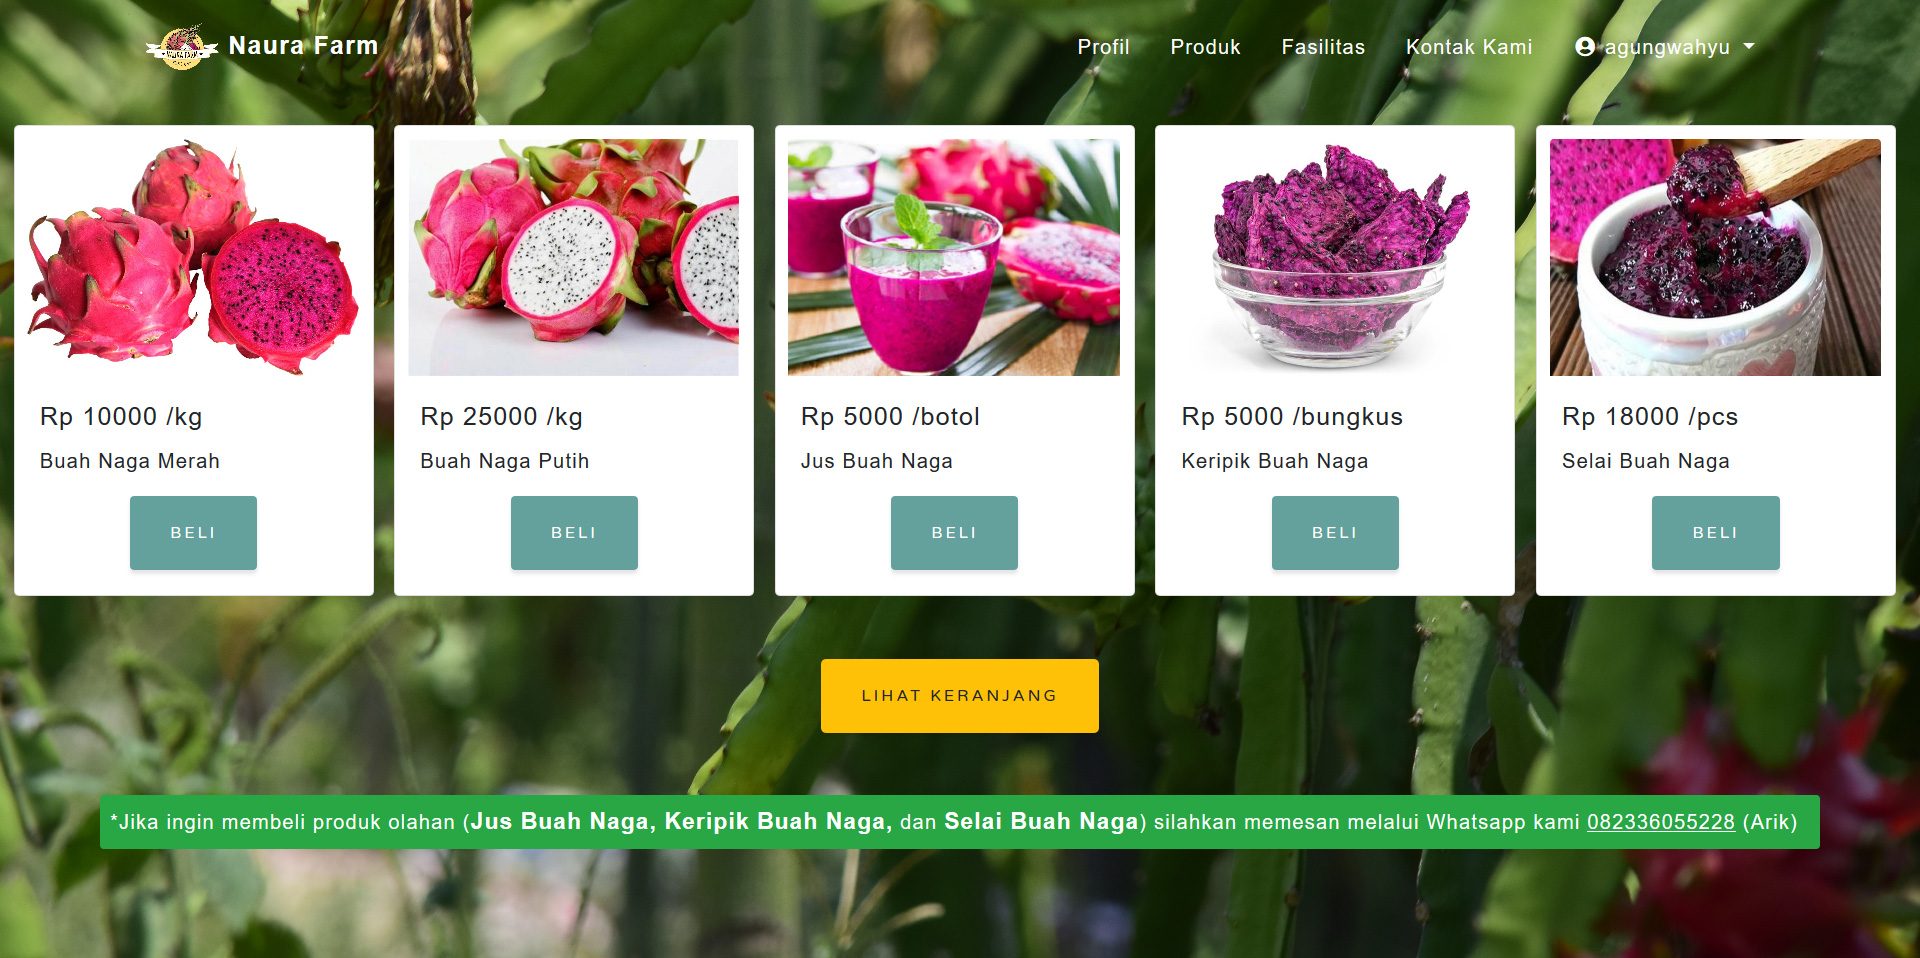 Naura Farm
Profil
Produk
Fasilitas
Kontak Kami
agungwahyu
Rp 10000 /kg
Buah Naga Merah
BELI
Rp 25000 /kg
Buah Naga Putih
BELI
Rp 5000 /botol
Jus Buah Naga
BELI
Rp 5000 /bungkus
Keripik Buah Naga
BELI
Rp 18000 /pcs
Selai Buah Naga
BELI
LIHAT KERANJANG
*Jika ingin membeli produk olahan (Jus Buah Naga, Keripik Buah Naga, dan Selai Buah Naga) silahkan memesan melalui Whatsapp kami 082336055228 (Arik)